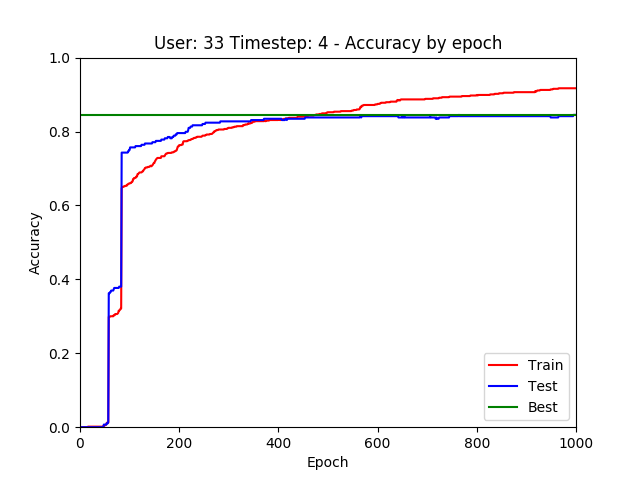 User: 33 Timestep: 4 - Accuracy by epoch
1.0
0.8
0.6
0.4
0.2
0.0
Accuracy
0 200 400 600 800 1000
Epoch
Train
Test
Best